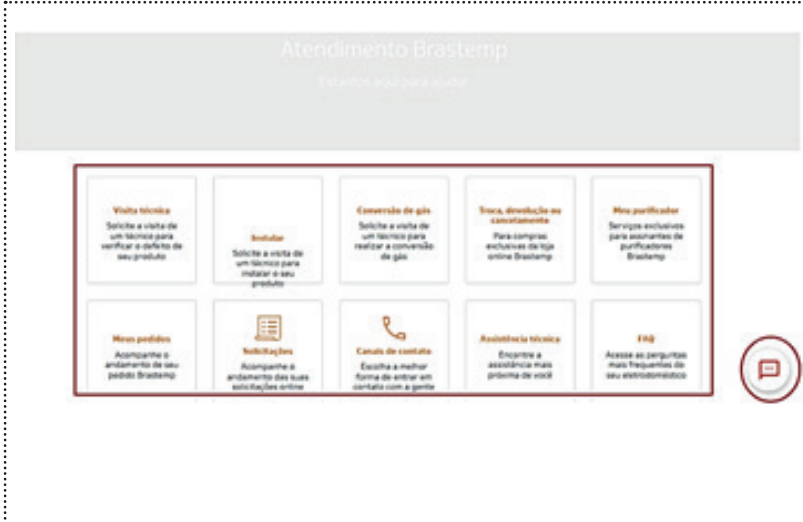 Atendimento Brastemp
Estamos aqui para ajudar
Visita técnica
Solicite a visita de
um técnico para
verificar o defeito de
seu produto
Instalar
Solicite a visita de
um técnico para
instalar o seu
produto
Conversão de gás
Solicite a visita de
um técnico para
realizar a conversão
de gás
Troca, devolução ou
cancelamento
Para compras
exclusivas da loja
online Brastemp
Meu purificador
Serviços exclusivos
para assinantes de
purificadores
Brastemp
Meus pedidos
Acompanhe o
andamento de seu
pedido Brastemp
Solicitações
Acompanhe o
andamento das suas
solicitações online
Canais de contato
Escolha a melhor
forma de entrar em
contato com a gente
Assistência técnica
Encontre a
assistência mais
próxima de você
FAQ
Acesse as perguntas
mais frequentes do
seu eletrodoméstico